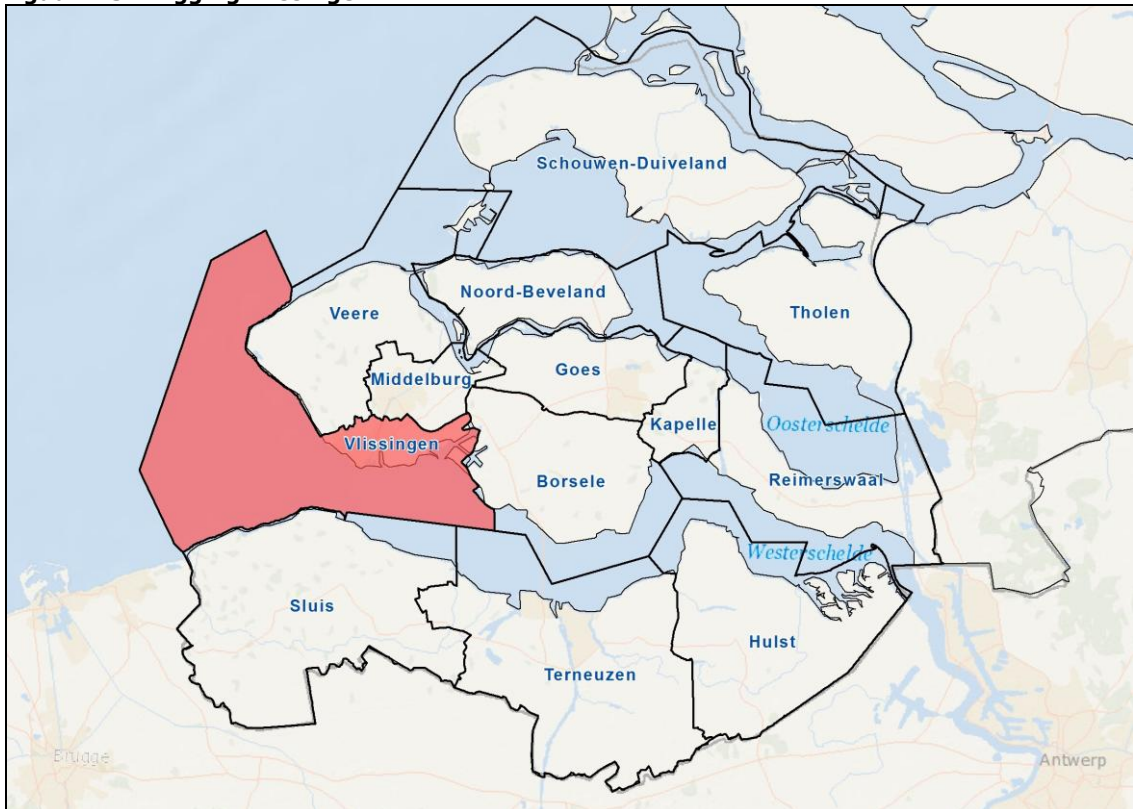 Schouwen-Duiveland
Noord-Beveland
Veere
Tholen
Goes
Middelburg
Kapelle
Oosterschelde
Vlissingen
Borsele
Reimerswaal
Westerschelde
Sluis
Hulst
Terneuzen
Brugge
Antwerp